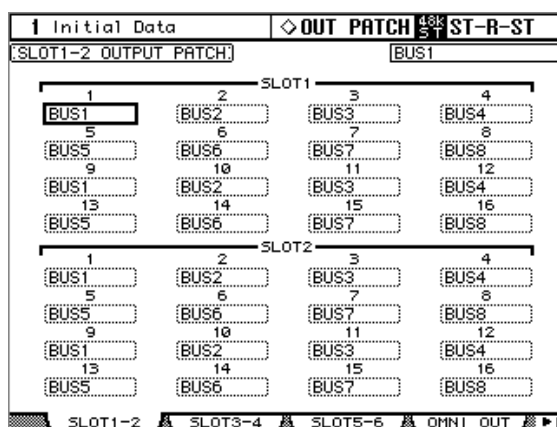 1 Initial Data ◇OUT PATCH 48K ST ST-R-ST
SLOT1-2 OUTPUT PATCH BUS1
SLOT1
1 2 3 4
BUS1 BUS2 BUS3 BUS4
5 6 7 8
BUS5 BUS6 BUS7 BUS8
9 10 11 12
BUS1 BUS2 BUS3 BUS4
13 14 15 16
BUS5 BUS6 BUS7 BUS8
SLOT2
1 2 3 4
BUS1 BUS2 BUS3 BUS4
5 6 7 8
BUS5 BUS6 BUS7 BUS8
9 10 11 12
BUS1 BUS2 BUS3 BUS4
13 14 15 16
BUS5 BUS6 BUS7 BUS8
SLOT1-2 SLOT3-4 SLOT5-6 OMNI OUT